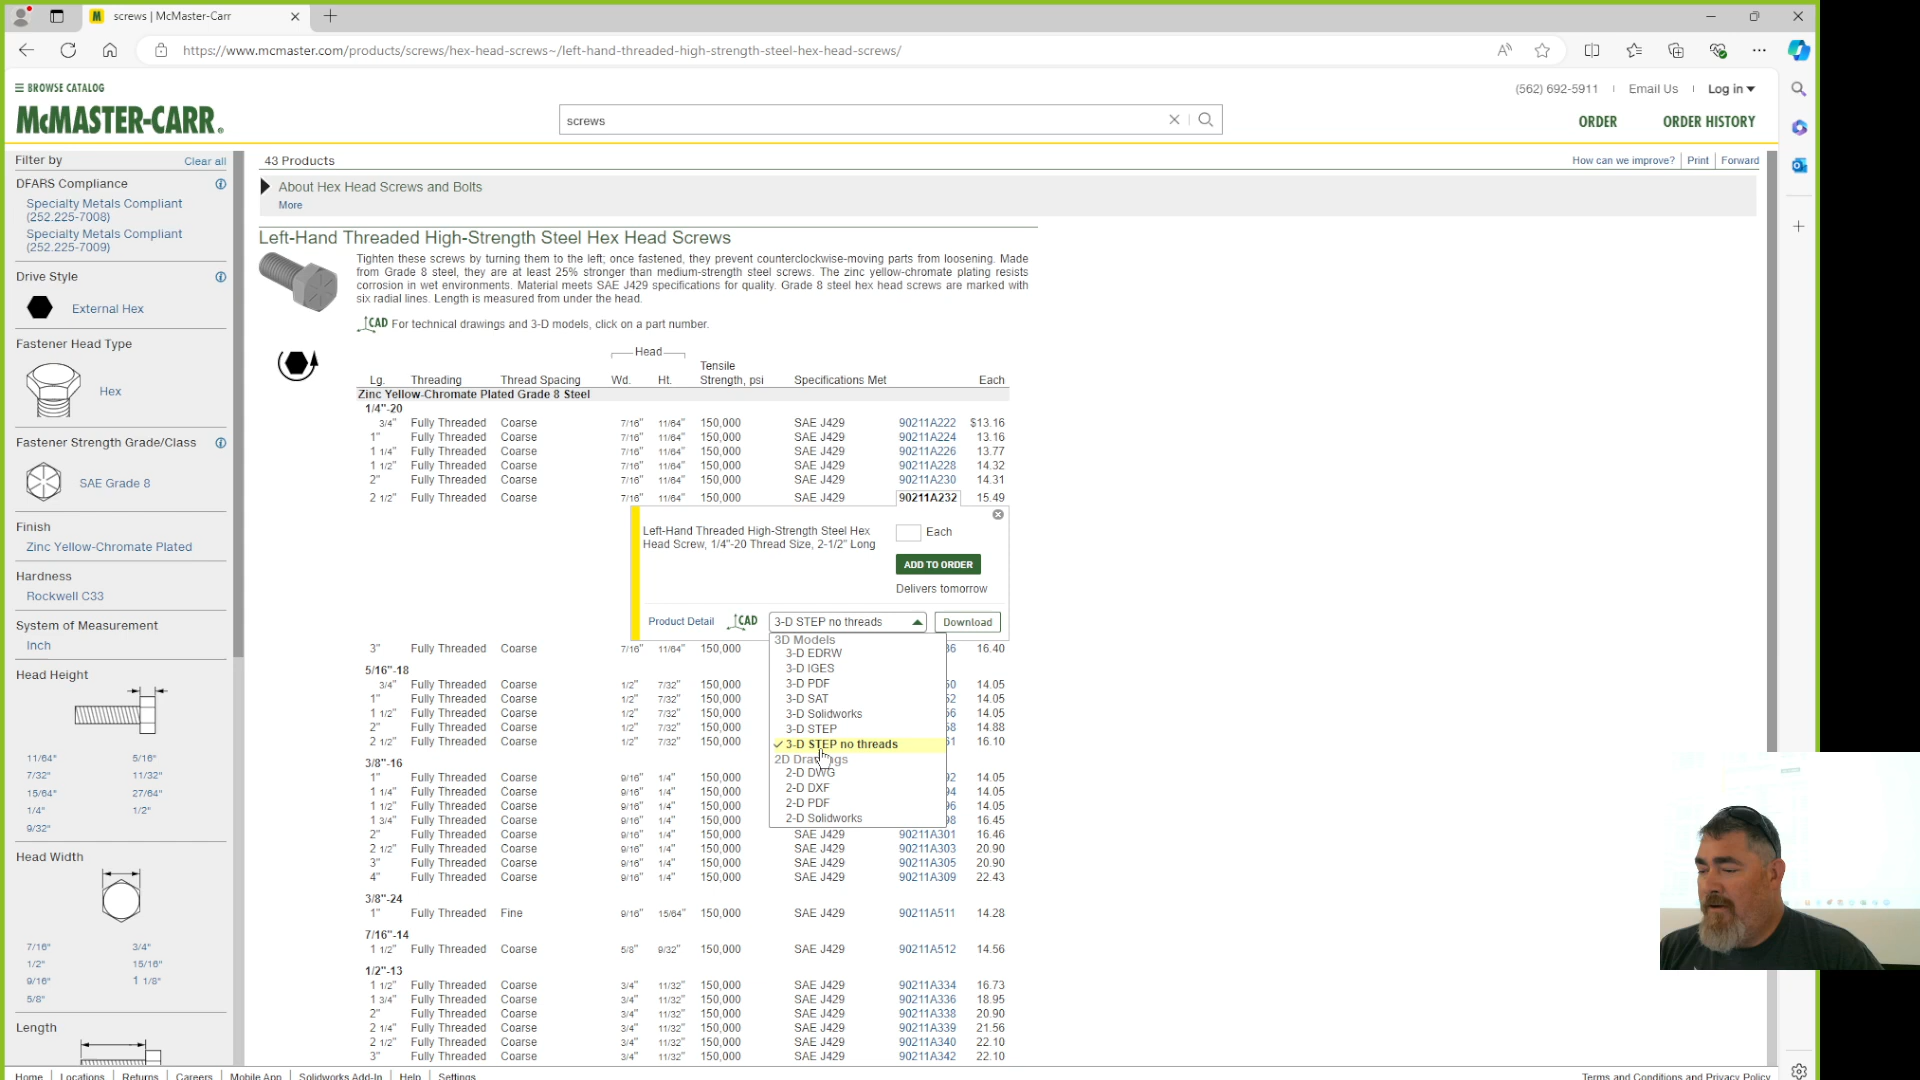 screws | McMaster-Carr
https://www.mcmaster.com/products/screws/hex-head-screws~/left-hand-threaded-high-strength-steel-hex-head-screws/
BROWSE CATALOG
(562) 692-5911
Email Us
Log in
McMASTER-CARR.
screws
ORDER
ORDER HISTORY
Filter by
Clear all
DFARS Compliance
Specialty Metals Compliant
(252.225-7008)
Specialty Metals Compliant
(252.225-7009)
Drive Style
External Hex
Fastener Head Type
Hex
Fastener Strength Grade/Class
SAE Grade 8
Finish
Zinc Yellow-Chromate Plated
Hardness
Rockwell C33
System of Measurement
Inch
Head Height
11/64" 5/16"
7/32" 11/32"
15/64" 27/64"
1/4" 1/2"
9/32"
Head Width
7/16" 3/4"
1/2" 15/16"
9/16" 1 1/8"
5/8"
Length
43 Products
How can we improve? Print Forward
About Hex Head Screws and Bolts
More
Left-Hand Threaded High-Strength Steel Hex Head Screws
Tighten these screws by turning them to the left; once fastened, they prevent counterclockwise-moving parts from loosening. Made
from Grade 8 steel, they are at least 25% stronger than medium-strength steel screws. The zinc yellow-chromate plating resists
corrosion in wet environments. Material meets SAE J429 specifications for quality. Grade 8 steel hex head screws are marked with
six radial lines. Length is measured from under the head.
CAD For technical drawings and 3-D models, click on a part number.
Head
Tensile
Lg. Threading Thread Spacing Wd. Ht. Strength, psi Specifications Met Each
Zinc Yellow-Chromate Plated Grade 8 Steel
1/4"-20
3/4" Fully Threaded Coarse 7/16" 11/64" 150,000 SAE J429 90211A222 $13.16
1" Fully Threaded Coarse 7/16" 11/64" 150,000 SAE J429 90211A224 13.16
1 1/4" Fully Threaded Coarse 7/16" 11/64" 150,000 SAE J429 90211A226 13.77
1 1/2" Fully Threaded Coarse 7/16" 11/64" 150,000 SAE J429 90211A228 14.32
2" Fully Threaded Coarse 7/16" 11/64" 150,000 SAE J429 90211A230 14.31
2 1/2" Fully Threaded Coarse 7/16" 11/64" 150,000 SAE J429 90211A232 15.49
Left-Hand Threaded High-Strength Steel Hex
Head Screw, 1/4"-20 Thread Size, 2-1/2" Long
Each
ADD TO ORDER
Delivers tomorrow
Product Detail CAD 3-D STEP no threads Download
3D Models
3-D EDRW
3-D IGES
3-D PDF
3-D SAT
3-D Solidworks
3-D STEP
3-D STEP no threads
2D Drawings
2-D DWG
2-D DXF
2-D PDF
2-D Solidworks
3" Fully Threaded Coarse 7/16" 11/64" 150,000 16.40
5/16"-18
3/4" Fully Threaded Coarse 1/2" 7/32" 150,000 14.05
1" Fully Threaded Coarse 1/2" 7/32" 150,000 14.05
1 1/2" Fully Threaded Coarse 1/2" 7/32" 150,000 14.05
2" Fully Threaded Coarse 1/2" 7/32" 150,000 14.88
2 1/2" Fully Threaded Coarse 1/2" 7/32" 150,000 16.10
3/8"-16
1" Fully Threaded Coarse 9/16" 1/4" 150,000 14.05
1 1/4" Fully Threaded Coarse 9/16" 1/4" 150,000 14.05
1 1/2" Fully Threaded Coarse 9/16" 1/4" 150,000 14.05
1 3/4" Fully Threaded Coarse 9/16" 1/4" 150,000 16.45
2" Fully Threaded Coarse 9/16" 1/4" 150,000 SAE J429 90211A301 16.46
2 1/2" Fully Threaded Coarse 9/16" 1/4" 150,000 SAE J429 90211A303 20.90
3" Fully Threaded Coarse 9/16" 1/4" 150,000 SAE J429 90211A305 20.90
4" Fully Threaded Coarse 9/16" 1/4" 150,000 SAE J429 90211A309 22.43
3/8"-24
1" Fully Threaded Fine 9/16" 15/64" 150,000 SAE J429 90211A511 14.28
7/16"-14
1 1/2" Fully Threaded Coarse 5/8" 9/32" 150,000 SAE J429 90211A512 14.56
1/2"-13
1 1/2" Fully Threaded Coarse 3/4" 11/32" 150,000 SAE J429 90211A334 16.73
1 3/4" Fully Threaded Coarse 3/4" 11/32" 150,000 SAE J429 90211A336 18.95
2" Fully Threaded Coarse 3/4" 11/32" 150,000 SAE J429 90211A338 20.90
2 1/4" Fully Threaded Coarse 3/4" 11/32" 150,000 SAE J429 90211A339 21.56
2 1/2" Fully Threaded Coarse 3/4" 11/32" 150,000 SAE J429 90211A340 22.10
3" Fully Threaded Coarse 3/4" 11/32" 150,000 SAE J429 90211A342 22.10
Home Locations Returns Careers Mobile App Solidworks Add-In Help Settings
Terms and Conditions and Privacy Policy